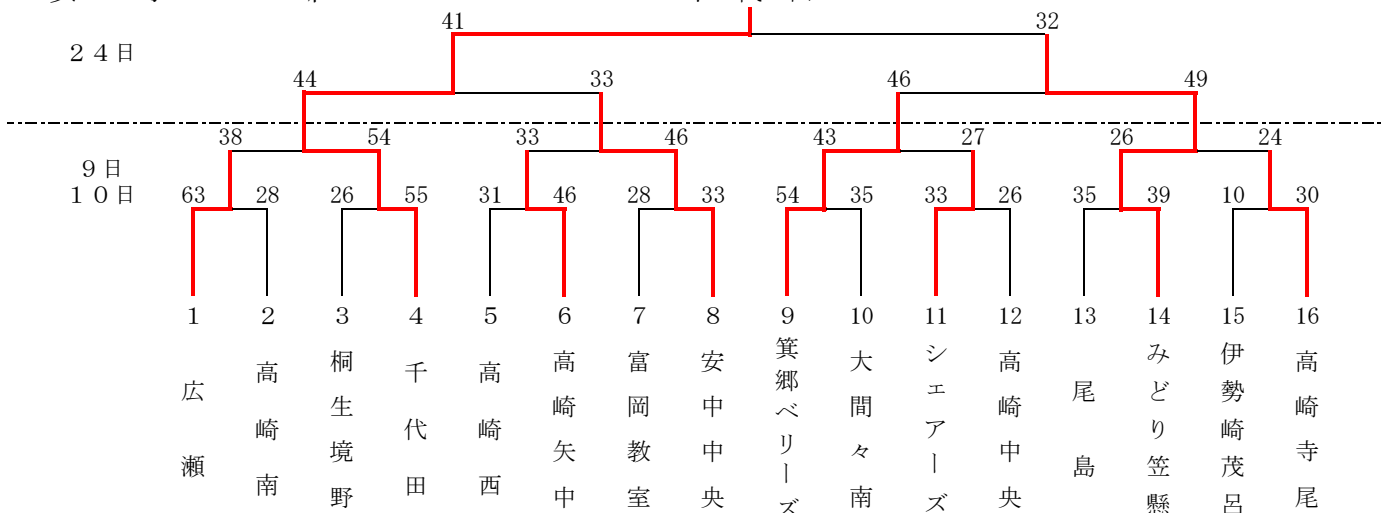 41 32
２４日
44 33 46 49
38 54 33 46 43 27 26 24
９日
１０日 63 28 26 55 31 46 28 33 54 35 33 26 35 39 10 30
1 2 3 4 5 6 7 8 9 10 11 12 13 14 15 16
広瀬
高崎南
桐生境野
千代田
高崎西
高崎矢中
富岡教室
安中中央
箕郷ベリーズ
大間々南
シェアーズ
高崎中央
尾島
みどり笠懸
伊勢崎茂呂
高崎寺尾